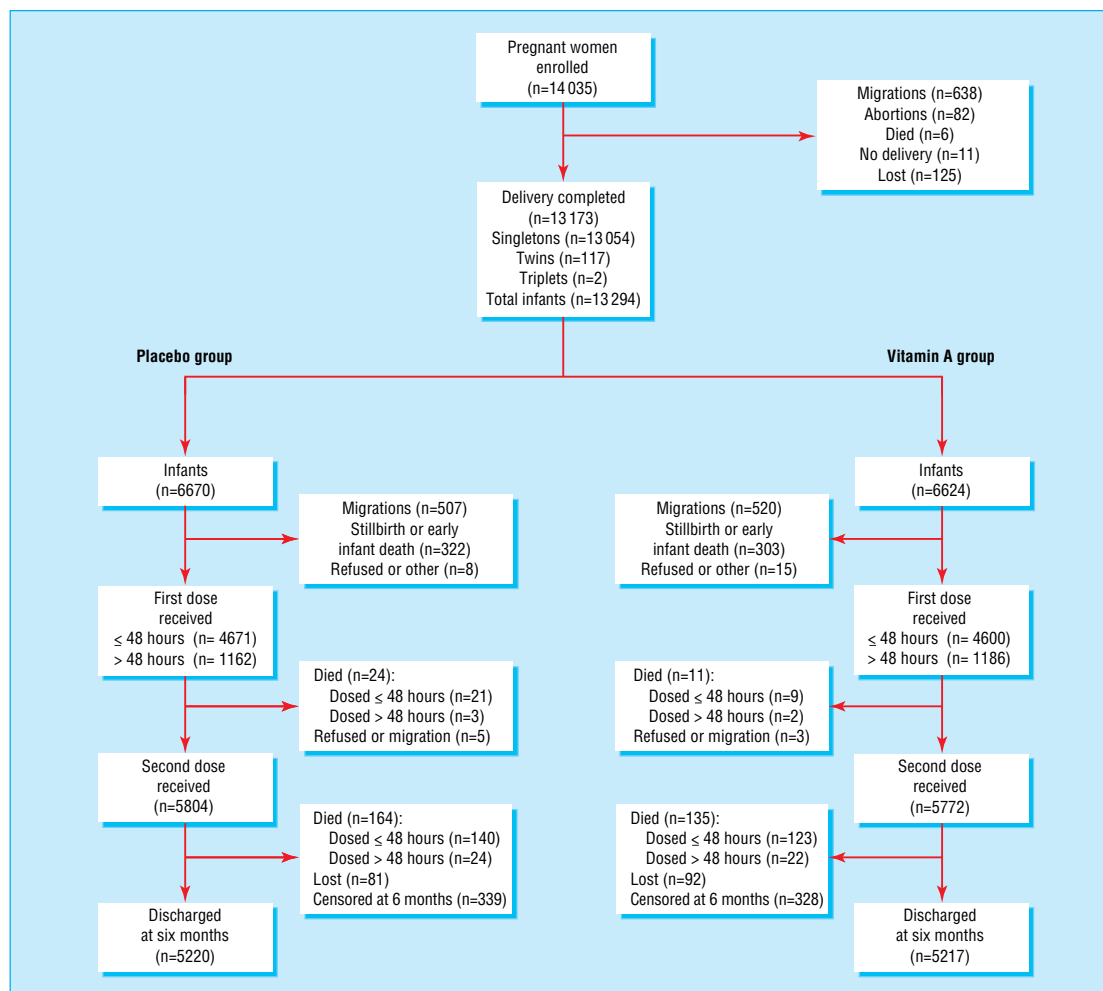 Pregnant women
enrolled
(n=14 035)
Migrations (n=638)
Abortions (n=82)
Died (n=6)
No delivery (n=11)
Lost (n=125)
Delivery completed
(n=13 173)
Singletons (n=13 054)
Twins (n=117)
Triplets (n=2)
Total infants (n=13 294)
Placebo group
Vitamin A group
Infants
(n=6670)
Infants
(n=6624)
Migrations (n=507)
Stillbirth or early
infant death (n=322)
Refused or other (n=8)
Migrations (n=520)
Stillbirth or early
infant death (n=303)
Refused or other (n=15)
First dose
received
≤ 48 hours (n= 4671)
> 48 hours (n= 1162)
First dose
received
≤ 48 hours (n= 4600)
> 48 hours (n= 1186)
Died (n=24):
Dosed ≤ 48 hours (n=21)
Dosed > 48 hours (n=3)
Refused or migration (n=5)
Died (n=11):
Dosed ≤ 48 hours (n=9)
Dosed > 48 hours (n=2)
Refused or migration (n=3)
Second dose
received
(n=5804)
Second dose
received
(n=5772)
Died (n=164):
Dosed ≤ 48 hours (n=140)
Dosed > 48 hours (n=24)
Lost (n=81)
Censored at 6 months (n=339)
Died (n=135):
Dosed ≤ 48 hours (n=123)
Dosed > 48 hours (n=22)
Lost (n=92)
Censored at 6 months (n=328)
Discharged
at six months
(n=5220)
Discharged
at six months
(n=5217)